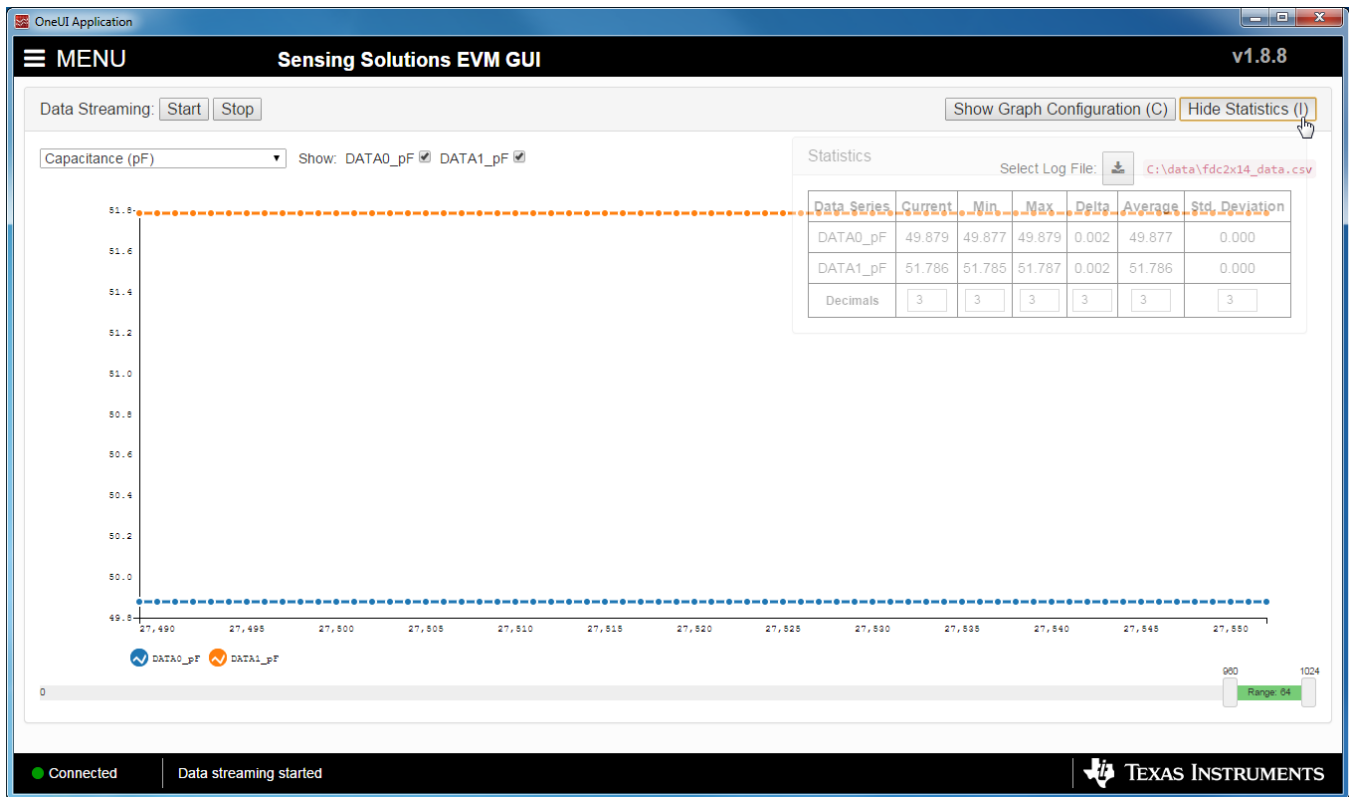 OneUI Application
MENU Sensing Solutions EVM GUI v1.8.8
Data Streaming: Start Stop Show Graph Configuration (C) Hide Statistics (I)
Capacitance (pF) Show: DATA0_pF DATA1_pF
Statistics
Select Log File: C:\data\fdc2x14_data.csv
Data Series Current Min Max Delta Average Std. Deviation
DATA0_pF 49.879 49.877 49.879 0.002 49.877 0.000
DATA1_pF 51.786 51.785 51.787 0.002 51.786 0.000
Decimals 3 3 3 3 3 3
51.8
51.6
51.4
51.2
51.0
50.8
50.6
50.4
50.2
50.0
49.8
27,490 27,495 27,500 27,505 27,510 27,515 27,520 27,525 27,530 27,535 27,540 27,545 27,550
DATA0_pF DATA1_pF
960 1024
0 Range: 64
Connected Data streaming started TEXAS INSTRUMENTS